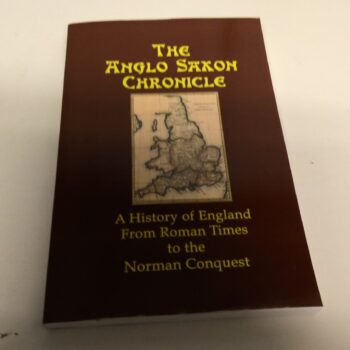 THE
ANGLO SAXON
CHRONICLE
A History of England
From Roman Times
to the
Norman Conquest